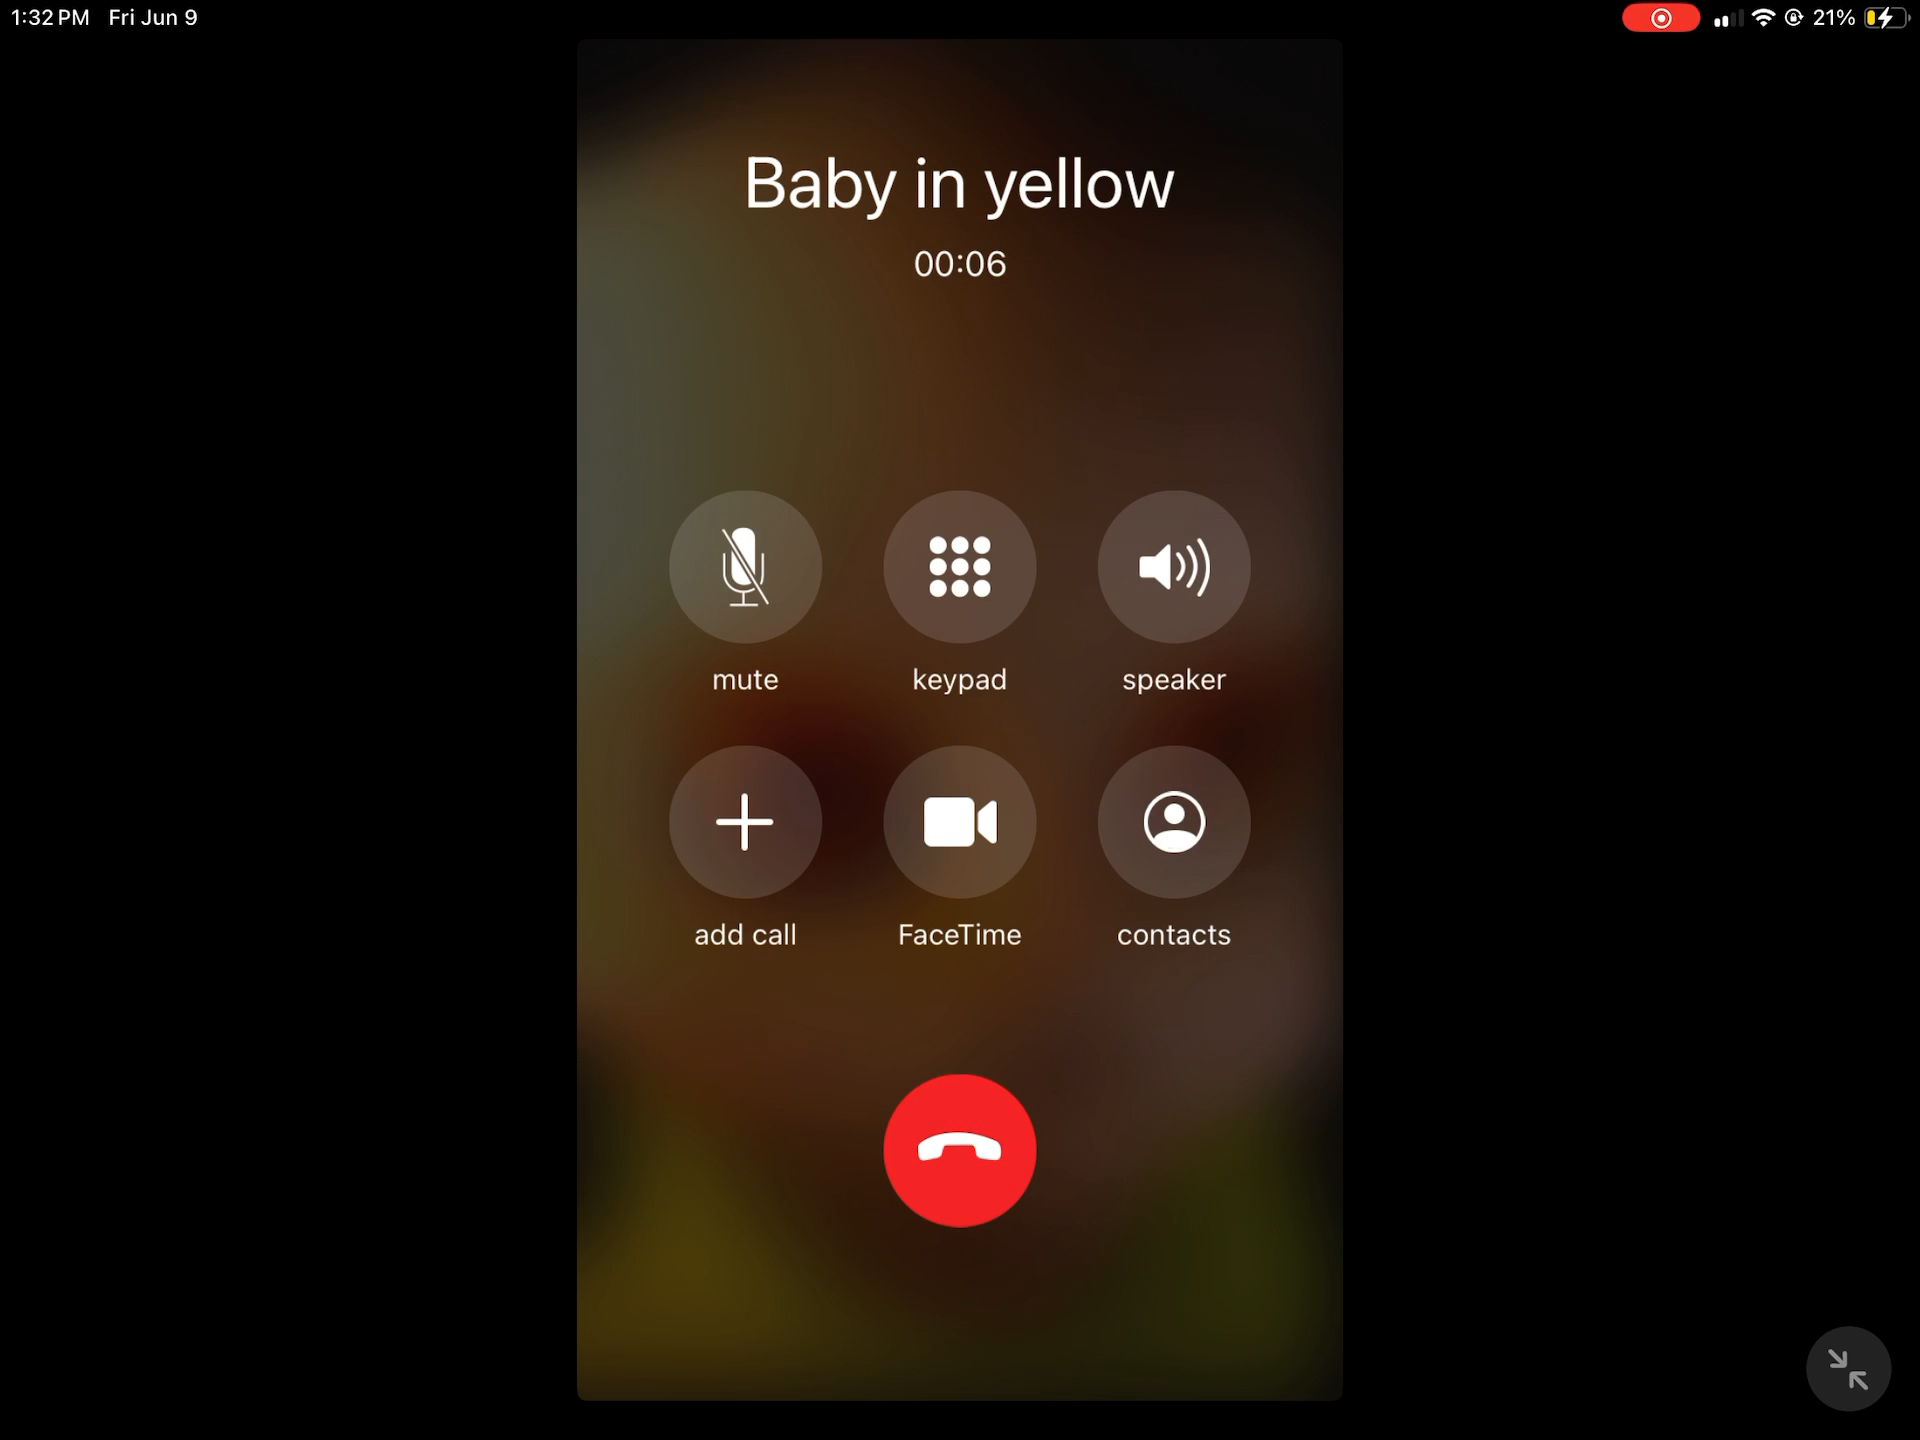 1:32 PM Fri Jun 9
21%
Baby in yellow
00:06
mute keypad speaker
add call FaceTime contacts